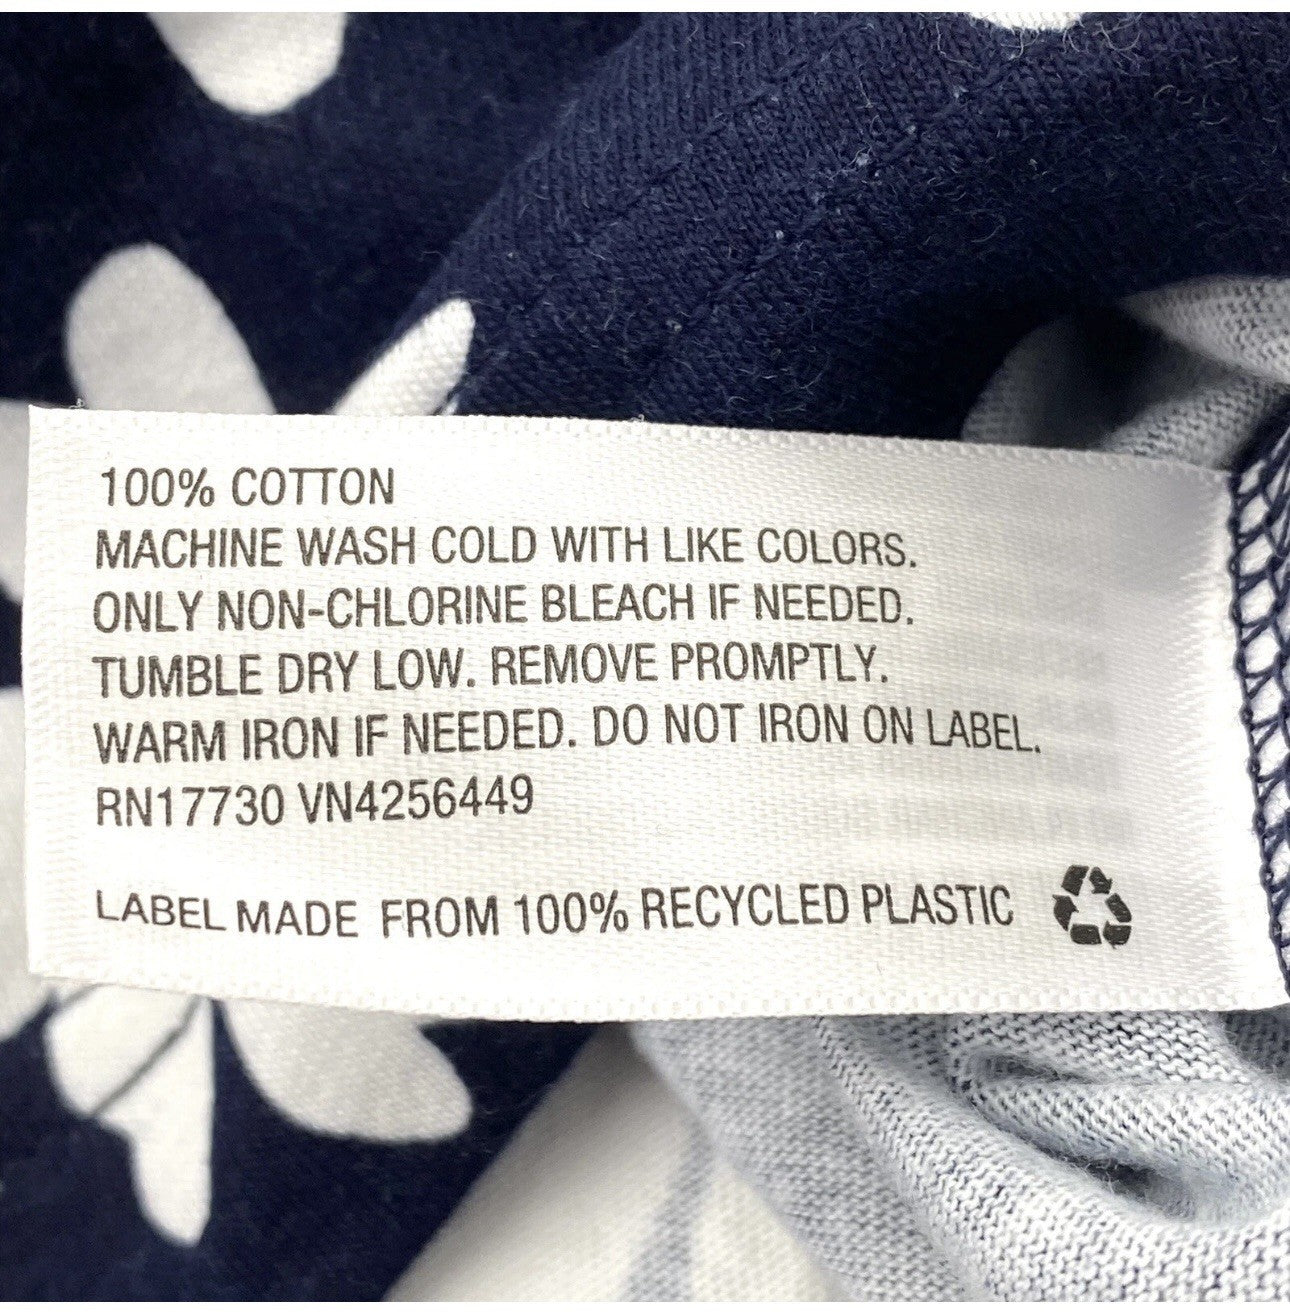 100% COTTON
MACHINE WASH COLD WITH LIKE COLORS.
ONLY NON-CHLORINE BLEACH IF NEEDED.
TUMBLE DRY LOW. REMOVE PROMPTLY.
WARM IRON IF NEEDED. DO NOT IRON ON LABEL.
RN17730 VN4256449
LABEL MADE FROM 100% RECYCLED PLASTIC